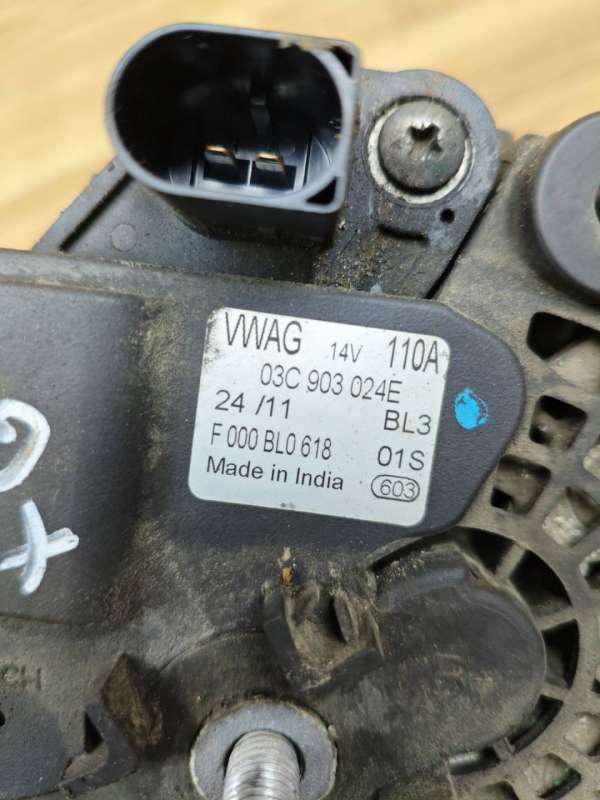 VWAG 14V 110A
03C 903 024E
24/11 BL3
F 000 BL0 618 01S
Made in India 603